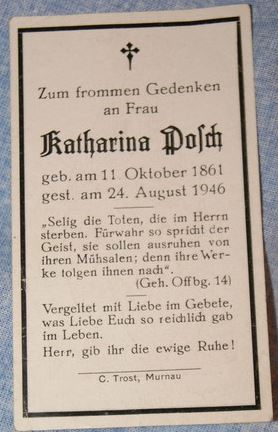 Zum frommen Gedenken
an Frau
Katharina Posch
geb. am 11. Oktober 1861
gest. am 24. August 1946
„Selig die Toten, die im Herrn
sterben. Fürwahr so spricht der
Geist, sie sollen ausruhen von
ihren Mühsalen; denn ihre Wer-
ke folgen ihnen nach“.
(Geh. Offbg. 14)
Vergeltet mit Liebe im Gebete,
was Liebe Euch so reichlich gab
im Leben.
Herr, gib ihr die ewige Ruhe!
C. Trost, Murnau